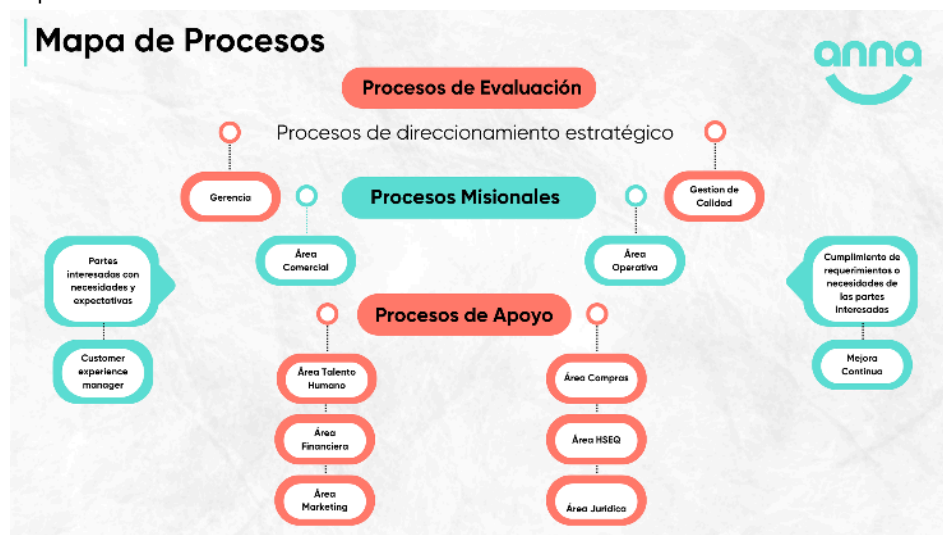 Mapa de Procesos
anna
Procesos de Evaluación
Procesos de direccionamiento estratégico
Gerencia
Gestion de
Calidad
Procesos Misionales
Área
Comercial
Área
Operativa
Partes
interesadas con
necesidades y
expectativas
Customer
experience
manager
Cumplimiento de
requerimientos o
necesidades de
las partes
Interesadas
Mejora
Continua
Procesos de Apoyo
Área Talento
Humano
Área
Financiera
Área
Marketing
Área Compras
Área HSEQ
Área Juridica